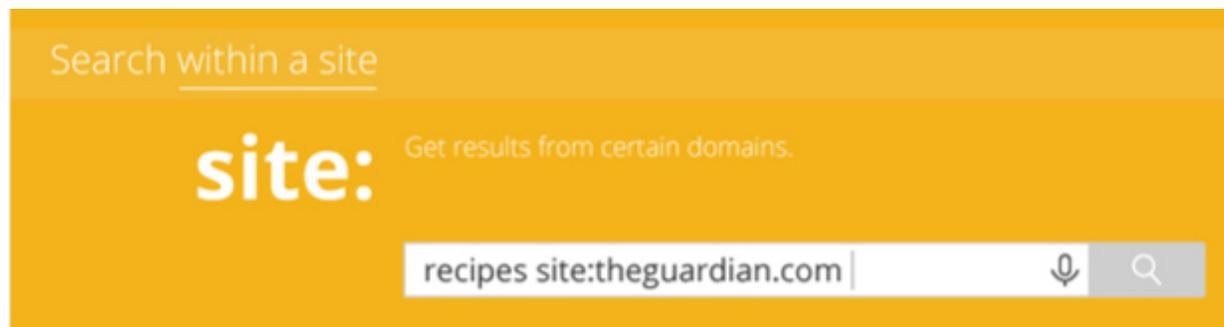 Search within a site
site:
Get results from certain domains.
recipes site:theguardian.com